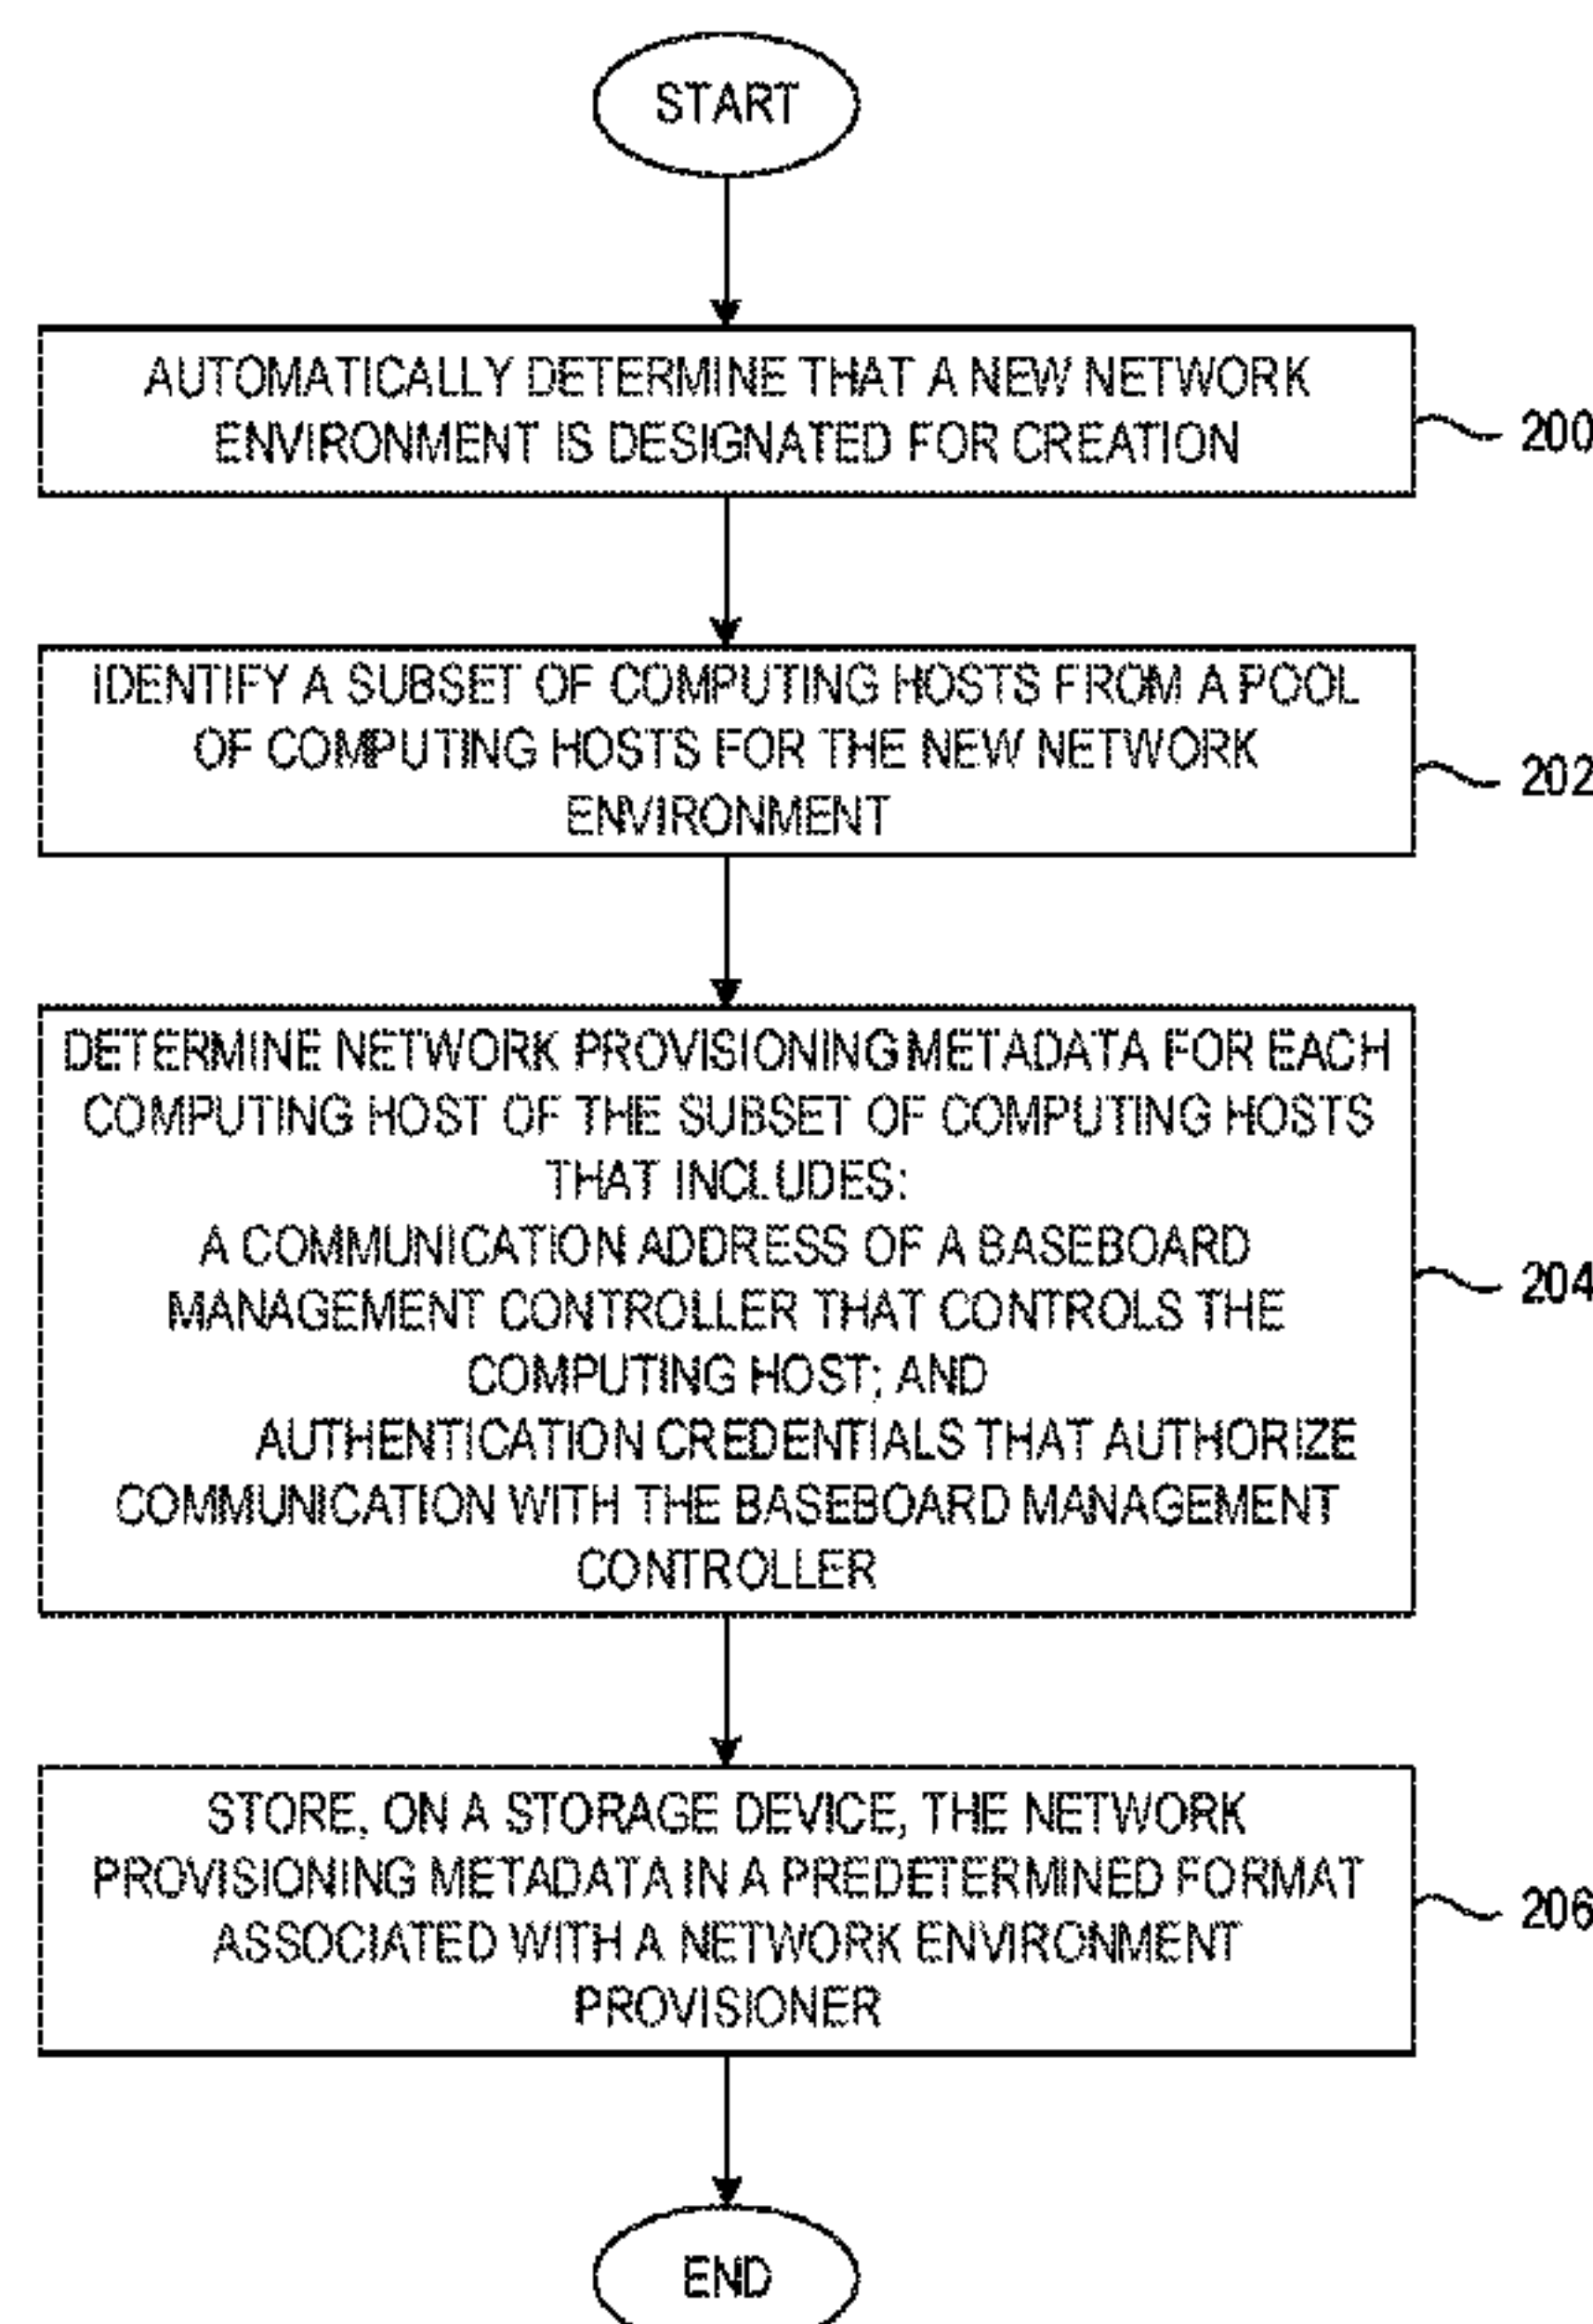 START
AUTOMATICALLY DETERMINE THAT A NEW NETWORK
ENVIRONMENT IS DESIGNATED FOR CREATION
200
IDENTIFY A SUBSET OF COMPUTING HOSTS FROM A POOL
OF COMPUTING HOSTS FOR THE NEW NETWORK
ENVIRONMENT
202
DETERMINE NETWORK PROVISIONING METADATA FOR EACH
COMPUTING HOST OF THE SUBSET OF COMPUTING HOSTS
THAT INCLUDES:
A COMMUNICATION ADDRESS OF A BASEBOARD
MANAGEMENT CONTROLLER THAT CONTROLS THE
COMPUTING HOST; AND
AUTHENTICATION CREDENTIALS THAT AUTHORIZE
COMMUNICATION WITH THE BASEBOARD MANAGEMENT
CONTROLLER
204
STORE, ON A STORAGE DEVICE, THE NETWORK
PROVISIONING METADATA IN A PREDETERMINED FORMAT
ASSOCIATED WITH A NETWORK ENVIRONMENT
PROVISIONER
206
END